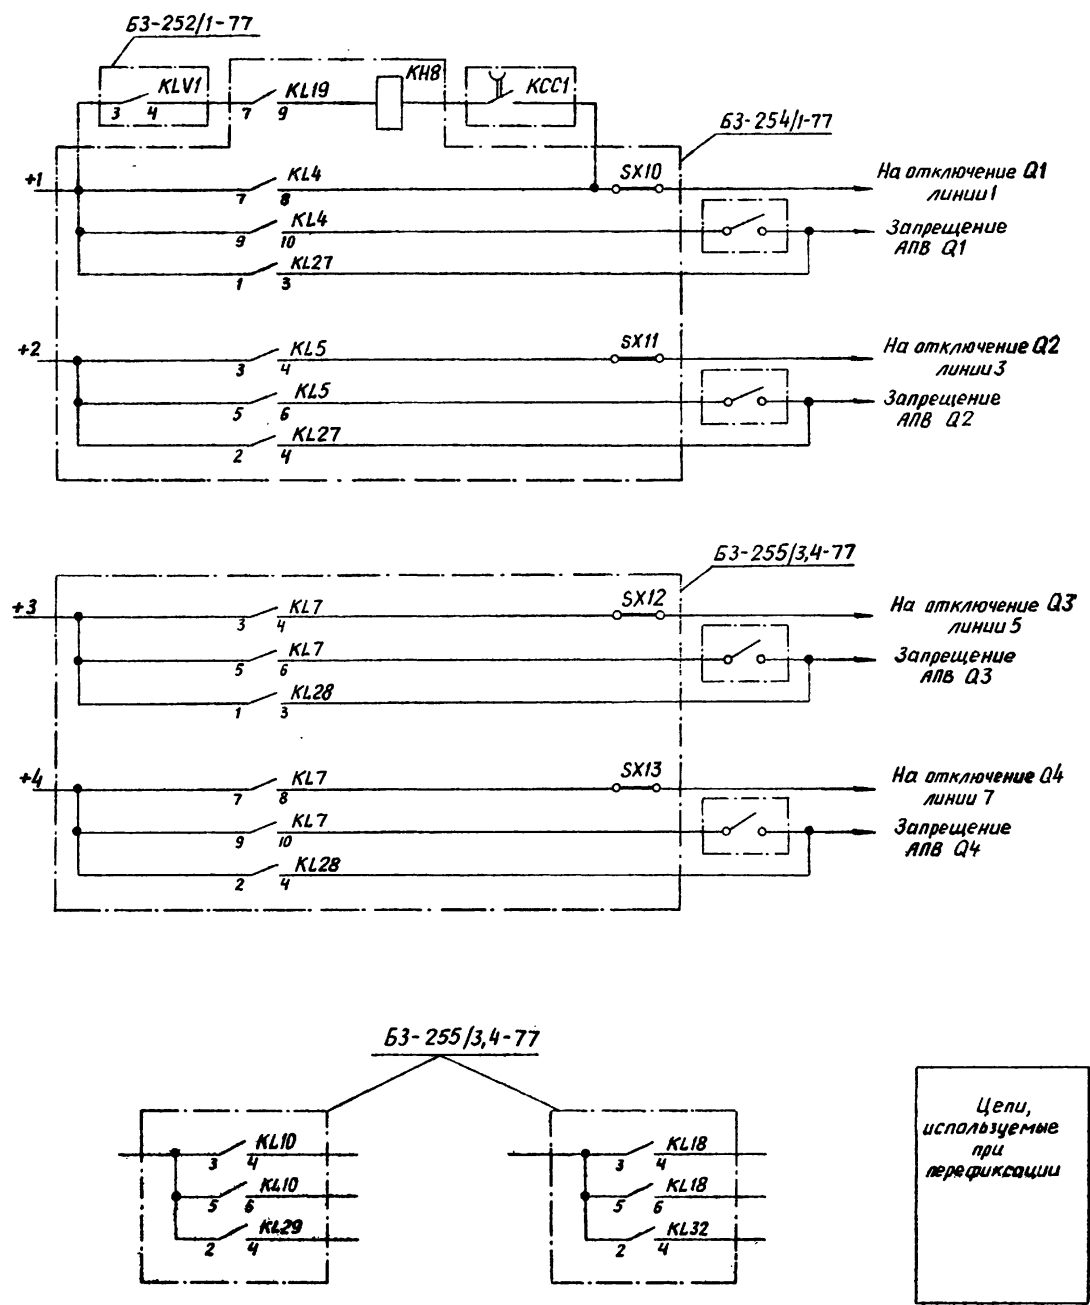 БЗ-252/1-77
KLV1
3 4
KL19
7 9
KH8
KCC1
БЗ-254/1-77
+1
KL4
7 8
SX10
На отключение Q1
линии 1
KL4
9 10
Запрещение
АПВ Q1
KL27
1 3
+2
KL5
3 4
SX11
На отключение Q2
линии 3
KL5
5 6
Запрещение
АПВ Q2
KL27
2 4
БЗ-255/3,4-77
+3
KL7
3 4
SX12
На отключение Q3
линии 5
KL7
5 6
Запрещение
АПВ Q3
KL28
1 3
+4
KL7
7 8
SX13
На отключение Q4
линии 7
KL7
9 10
Запрещение
АПВ Q4
KL28
2 4
БЗ-255/3,4-77
KL10
3 4
KL10
5 6
KL29
2 4
KL18
3 4
KL18
5 6
KL32
2 4
Цепи,
используемые
при
перефиксации